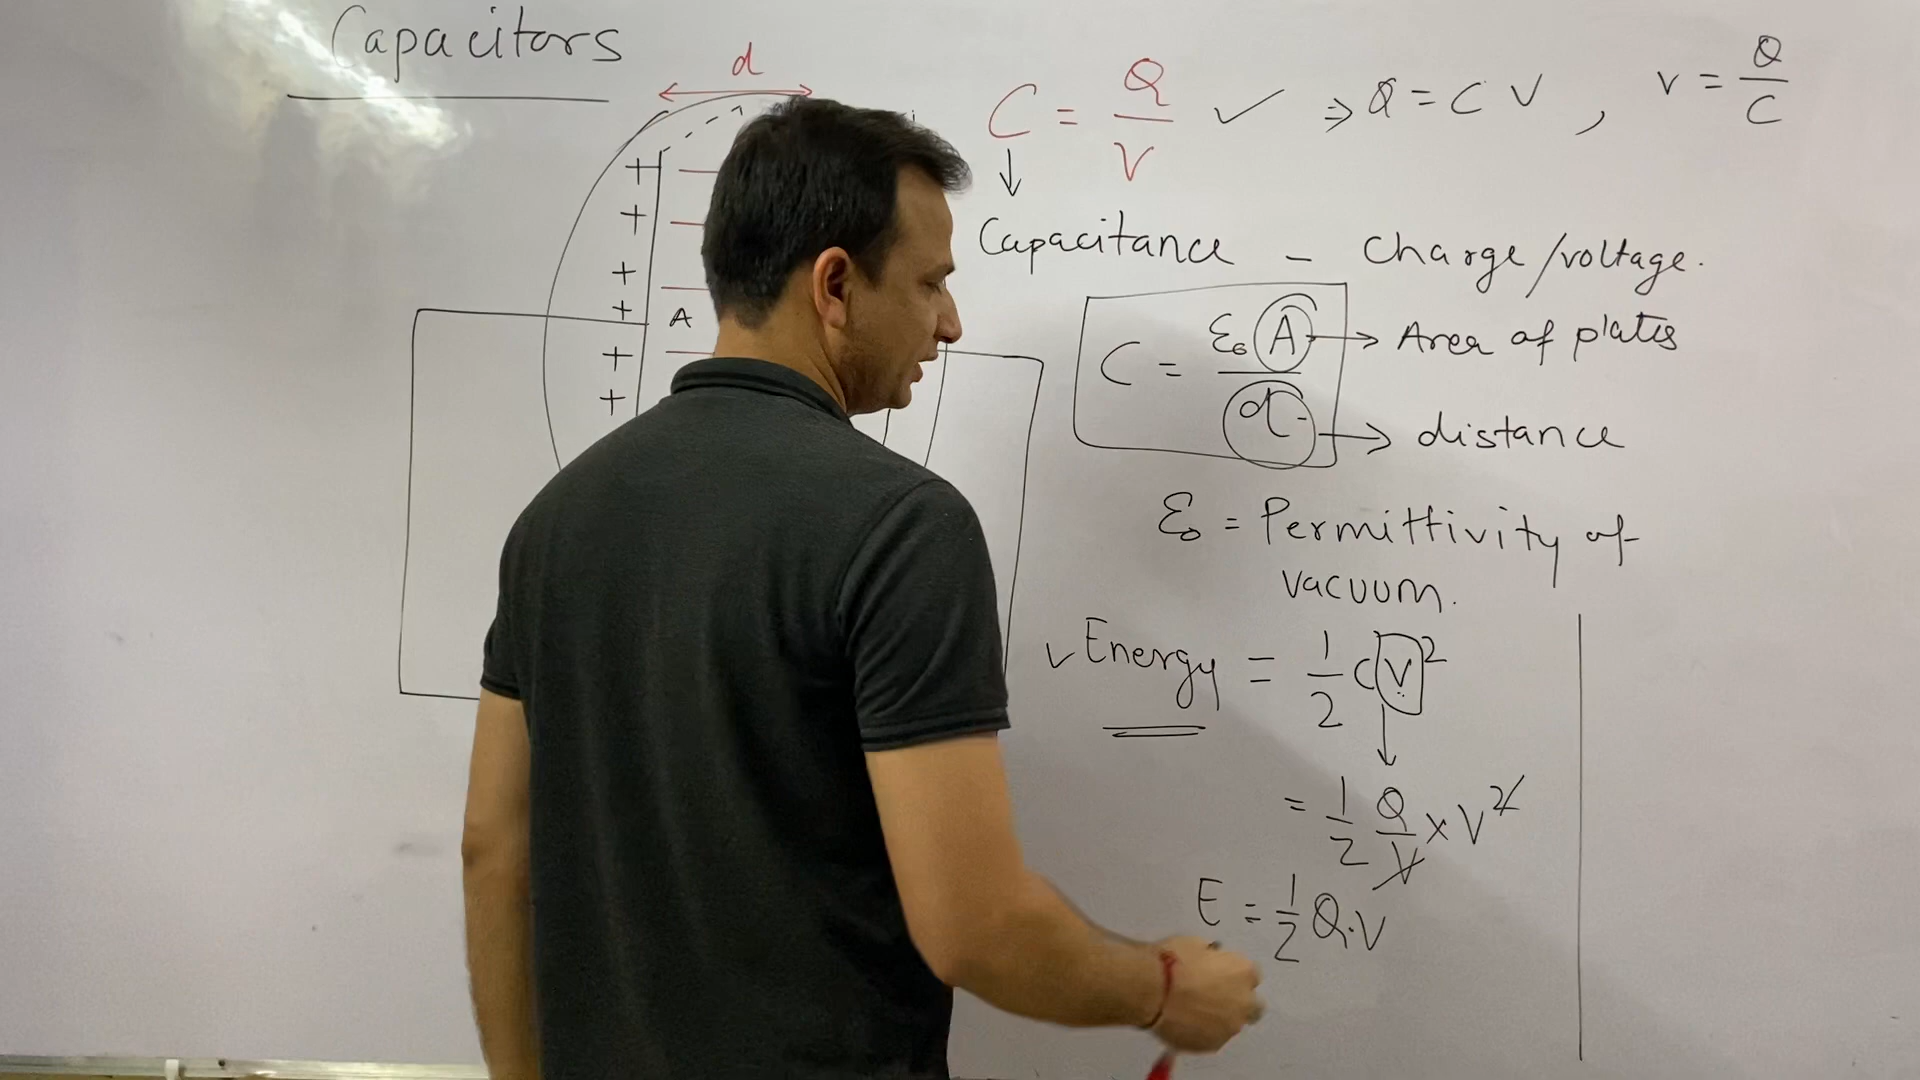 Capacitors
d
C = Q/V ✓ ⇒ Q = C V , V = Q/C
+
+
+
+
A
+
+
↓
Capacitance – Charge/voltage.
C = ε₀ A / d
→ Area of plates
→ distance
ε₀ = Permittivity of
vacuum.
✓ Energy = 1/2 C V²
↓
= 1/2 Q/V × V²
E = 1/2 Q.V